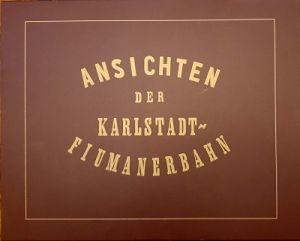 ANSICHTEN
DER
KARLSTADT~
FIUMANERBAHN